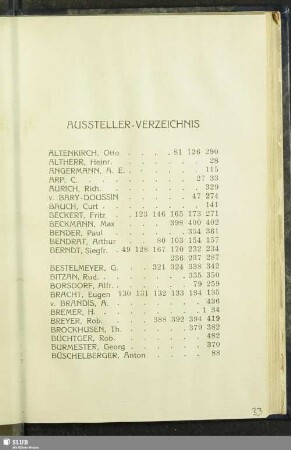 AUSSTELLER-VERZEICHNIS
ALTENKIRCH, Otto . . . . 81 126 290
ALTHERR, Heinr. . . . . . . 28
ANGERMANN, A. E. . . . . . 115
ARP, C. . . . . . . . 27 33
AURICH, Rich. . . . . . . 329
v. BARY-DOUSSIN . . . . 47 274
BAUCH, Curt . . . . . . 141
BECKERT, Fritz . . 123 146 165 173 271
BECKMANN, Max . . . 398 400 402
BENDER, Paul . . . . . 354 361
BENDRAT, Arthur . . 80 103 154 157
BERNDT, Siegfr. . 49 128 167 170 232 234
236 237 287
BESTELMEYER, G. . . 321 324 338 342
BITZAN, Rud. . . . . . 335 350
BORSDORF, Alfr. . . . . . 79 259
BRACHT, Eugen 130 131 132 133 134 135
v. BRANDIS, A. . . . . . 436
BREMER, H. . . . . . . 1 34
BREYER, Rob. . . . 388 392 394 419
BROCKHUSEN, Th. . . . . 379 382
BÜCHTGER, Rob. . . . . . 482
BURMESTER, Georg . . . . . 370
BÜSCHELBERGER, Anton . . . . 88
33
SLUB